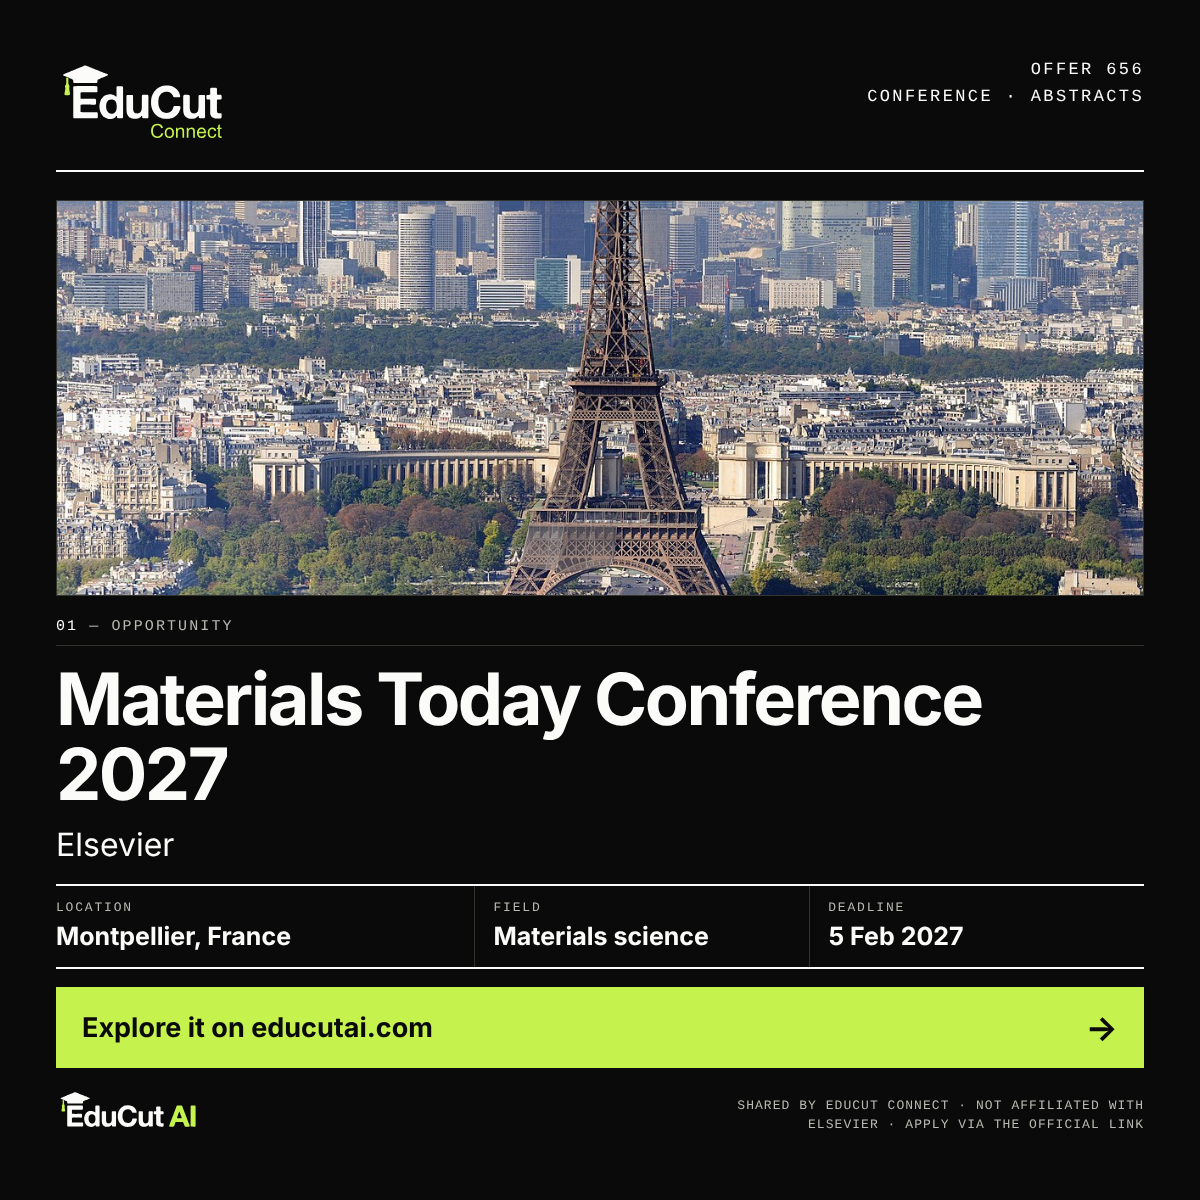 EduCut
Connect
OFFER 656
CONFERENCE · ABSTRACTS
01 — OPPORTUNITY
Materials Today Conference
2027
Elsevier
LOCATION
Montpellier, France
FIELD
Materials science
DEADLINE
5 Feb 2027
Explore it on educutai.com →
EduCut AI
SHARED BY EDUCUT CONNECT · NOT AFFILIATED WITH
ELSEVIER · APPLY VIA THE OFFICIAL LINK